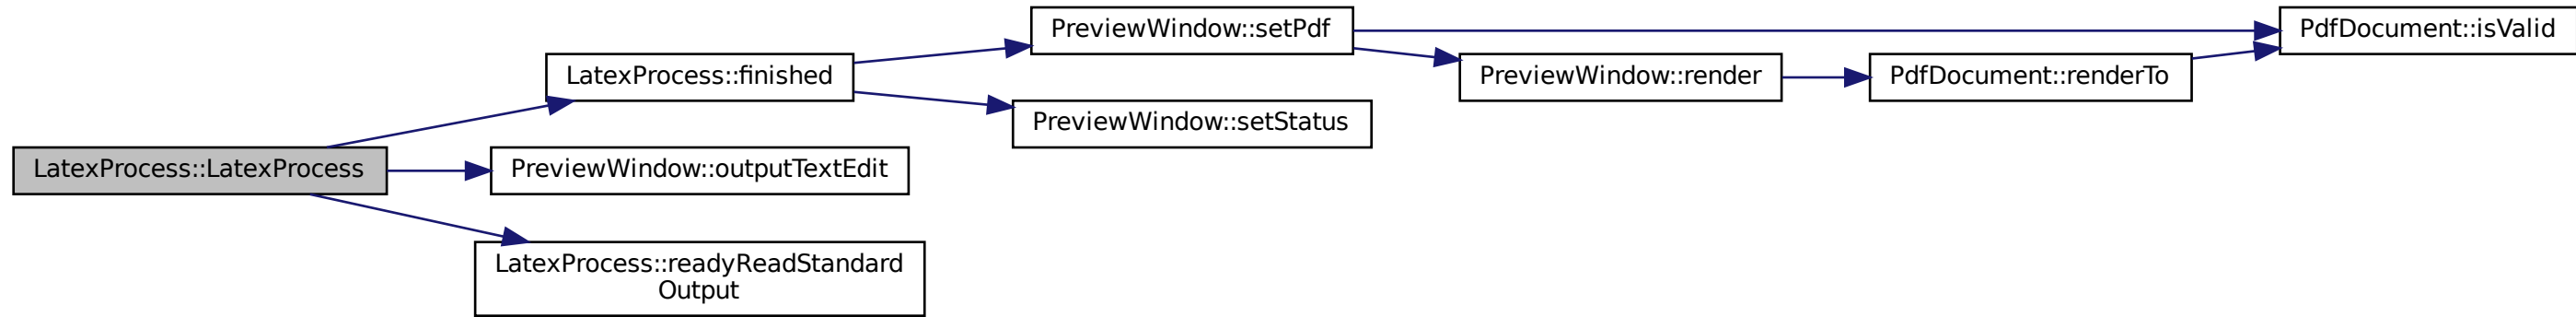 LatexProcess::LatexProcess
LatexProcess::finished
PreviewWindow::outputTextEdit
LatexProcess::readyReadStandard
Output
PreviewWindow::setPdf
PreviewWindow::setStatus
PreviewWindow::render
PdfDocument::renderTo
PdfDocument::isValid